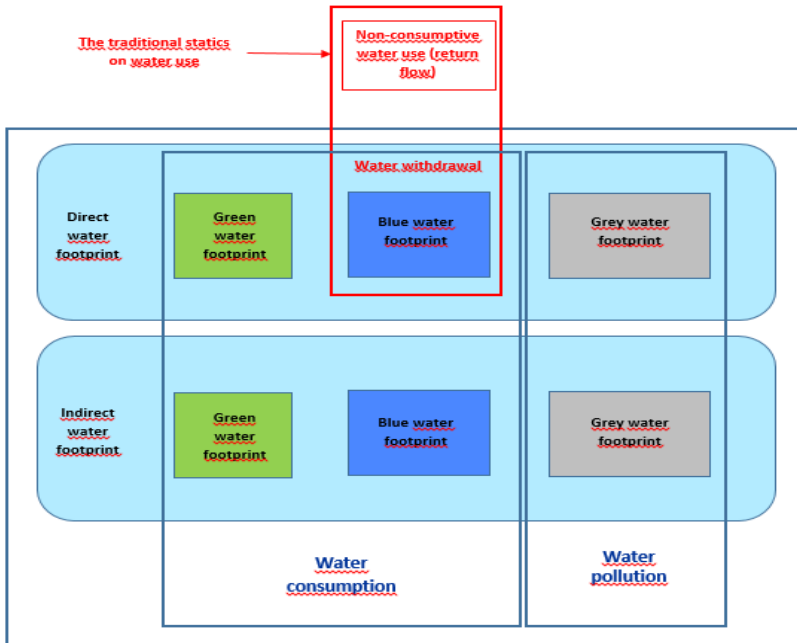 The traditional statics
on water use
Non-consumptive
water use (return
flow)
Water withdrawal
Direct
water
footprint
Green
water
footprint
Blue water
footprint
Grey water
footprint
Indirect
water
footprint
Green
water
footprint
Blue water
footprint
Grey water
footprint
Water
consumption
Water
pollution